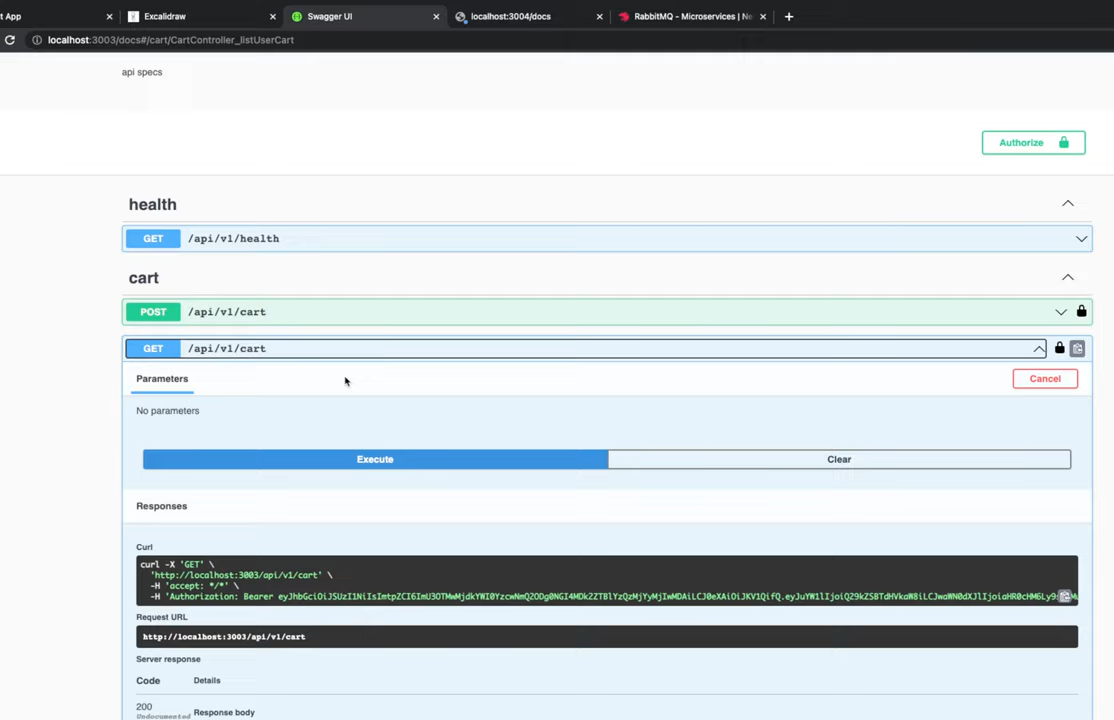 t App
Excalidraw
Swagger UI
localhost:3004/docs
RabbitMQ - Microservices | Ne
localhost:3003/docs#/cart/CartController_listUserCart
api specs
Authorize
health
GET /api/v1/health
cart
POST /api/v1/cart
GET /api/v1/cart
Parameters
Cancel
No parameters
Execute
Clear
Responses
Curl
curl -X 'GET' \
'http://localhost:3003/api/v1/cart' \
-H 'accept: */*' \
-H 'Authorization: Bearer
Request URL
http://localhost:3003/api/v1/cart
Server response
Code Details
200
Undocumented
Response body